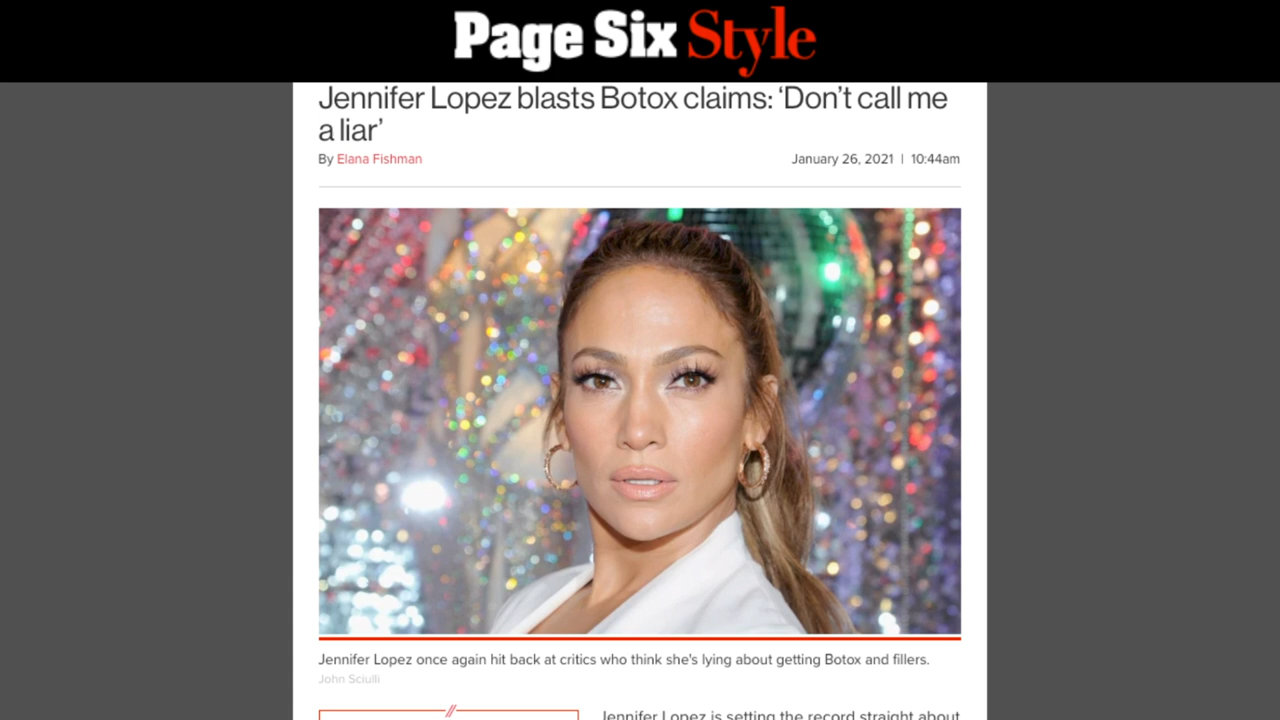 Page Six Style
Jennifer Lopez blasts Botox claims: ‘Don’t call me
a liar’
By Elana Fishman
January 26, 2021 | 10:44am
Jennifer Lopez once again hit back at critics who think she's lying about getting Botox and fillers.
John Sciulli
Jennifer Lopez is setting the record straight about